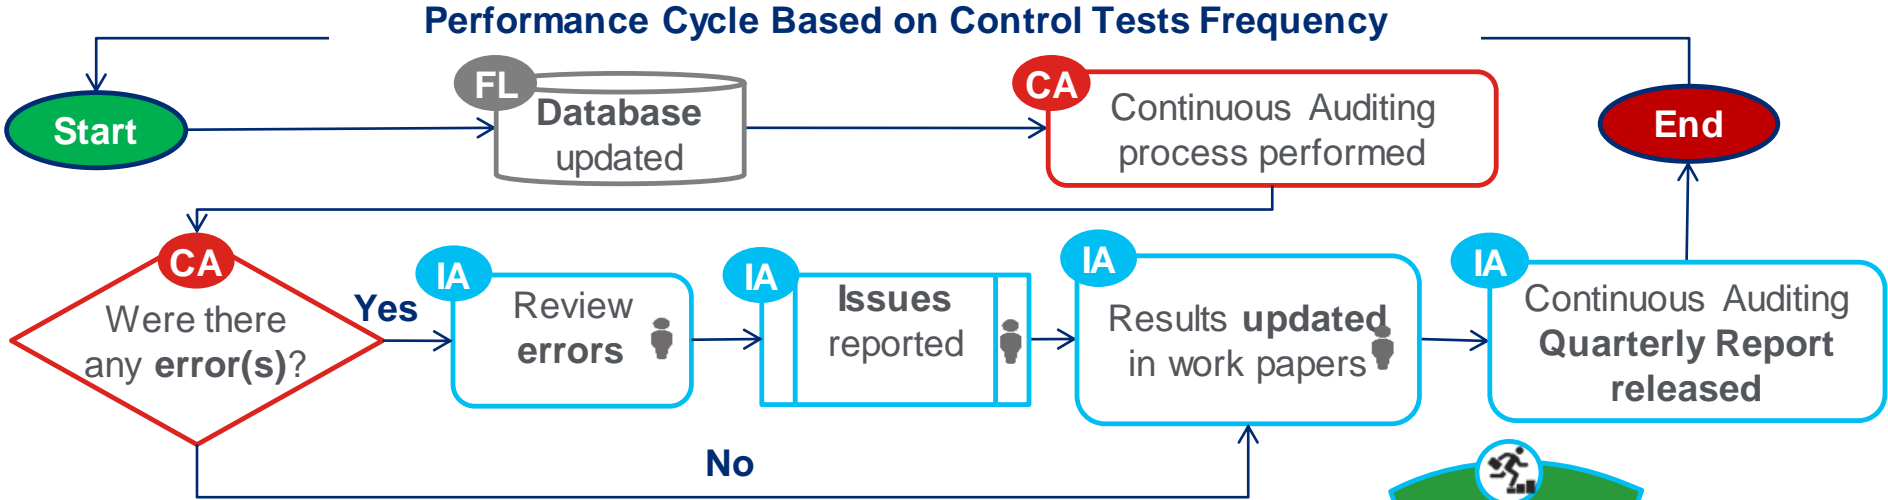 Performance Cycle Based on Control Tests Frequency
Start
FL
Database
updated
CA
Continuous Auditing
process performed
End
CA
Were there
any error(s)?
Yes
IA
Review
errors
IA
Issues
reported
IA
Results updated
in work papers
IA
Continuous Auditing
Quarterly Report
released
No